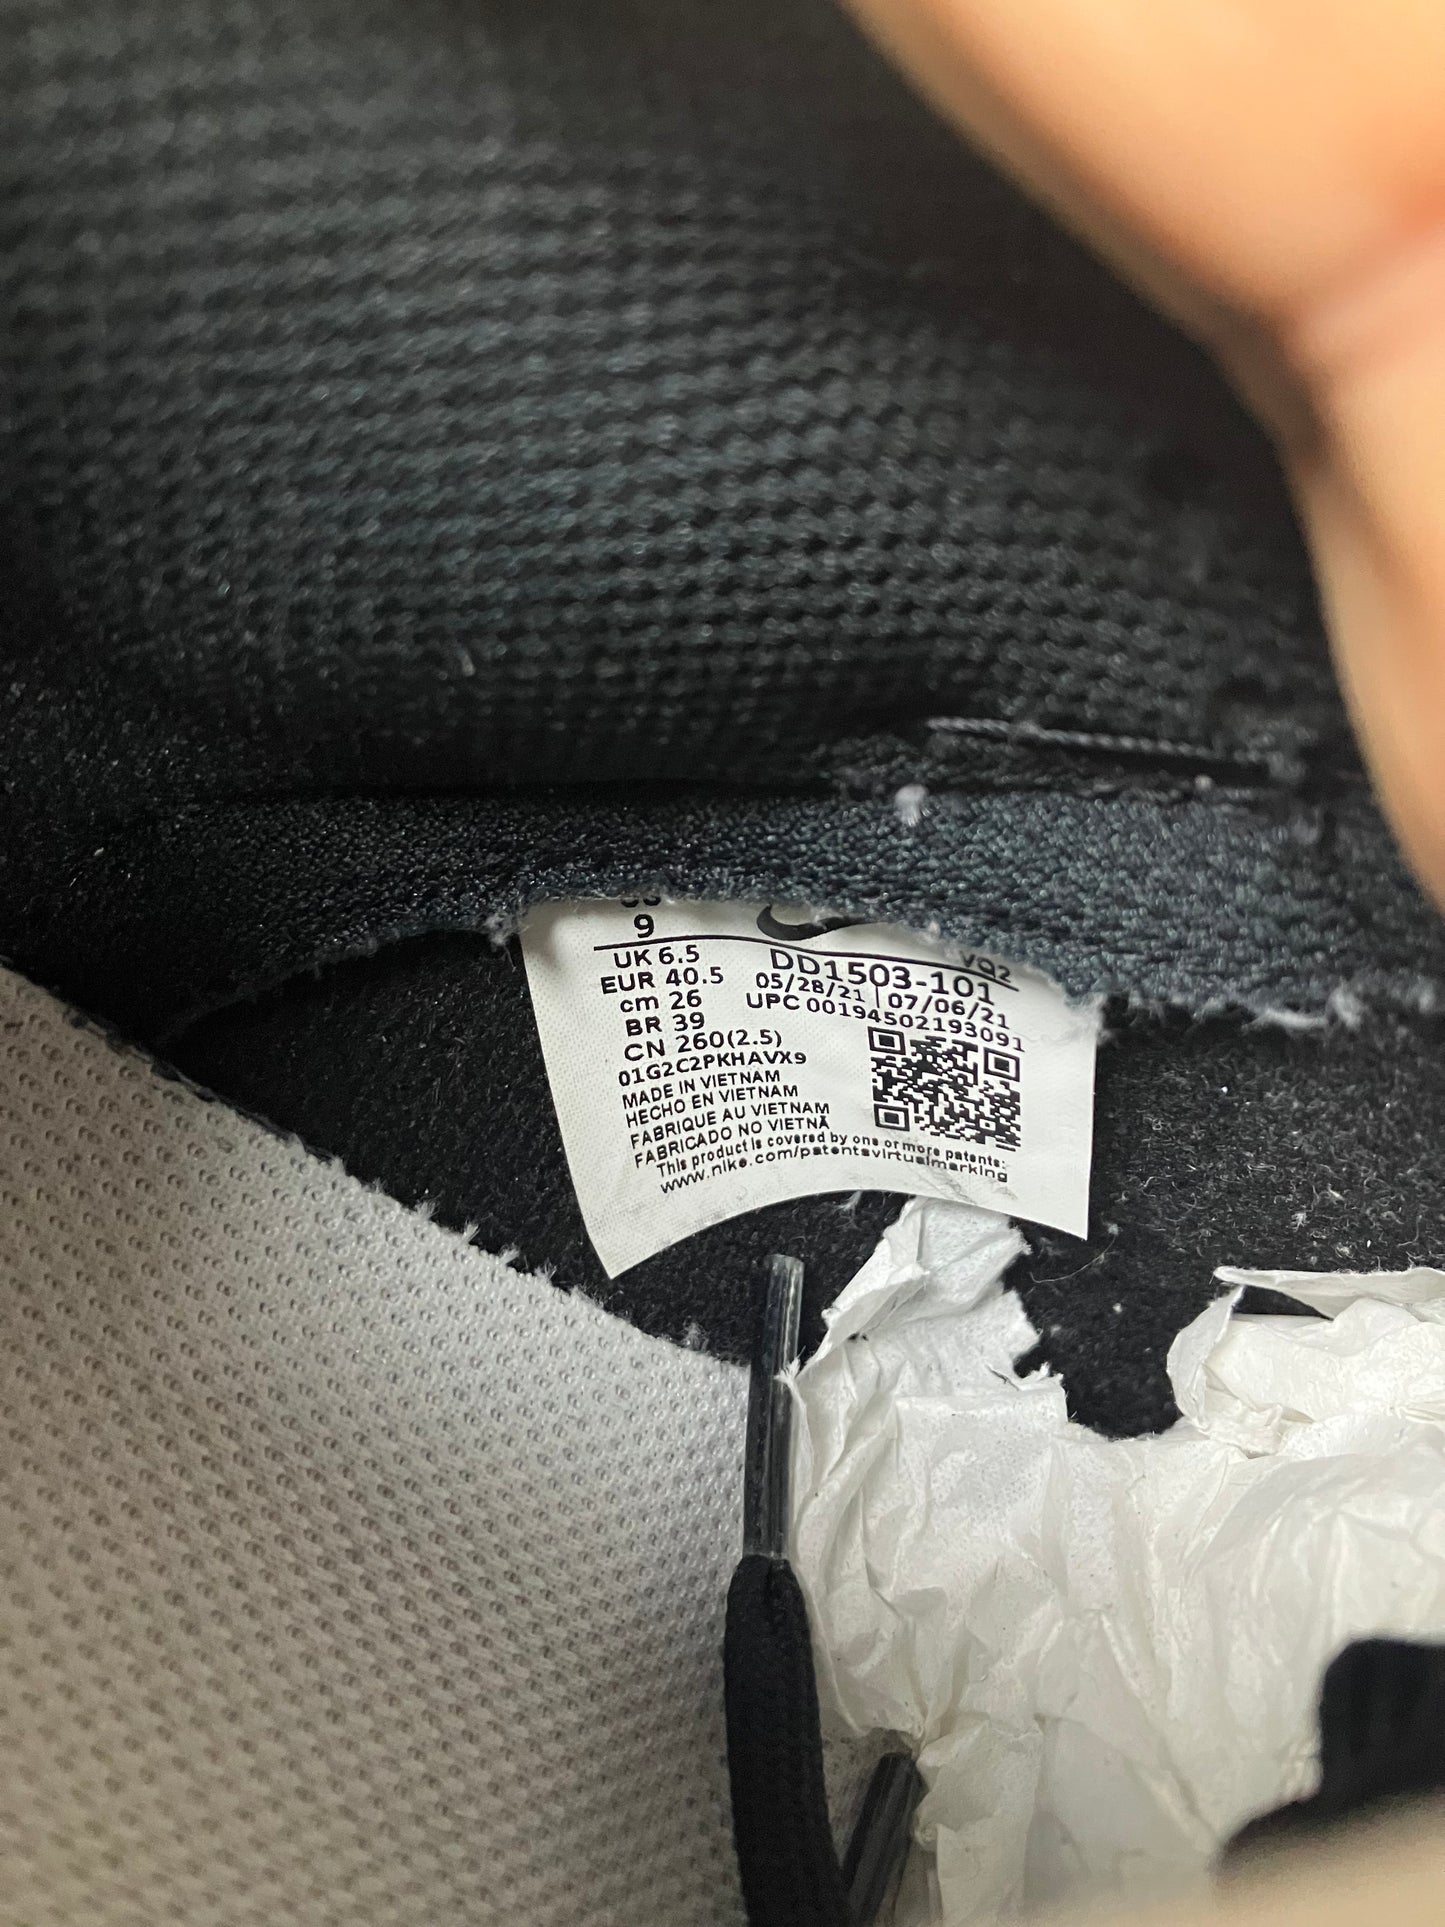 9
UK 6.5
EUR 40.5
cm 26
BR 39
CN 260(2.5)
01G2C2PKHAVX9
MADE IN VIETNAM
HECHO EN VIETNAM
FABRIQUE AU VIETNAM
FABRICADO NO VIETNÃ
This product is covered by one or more patents:
www.nike.com/patentsvirtualmarking
VQ2
DD1503-101
05/28/21 | 07/06/21
UPC 00194502193091